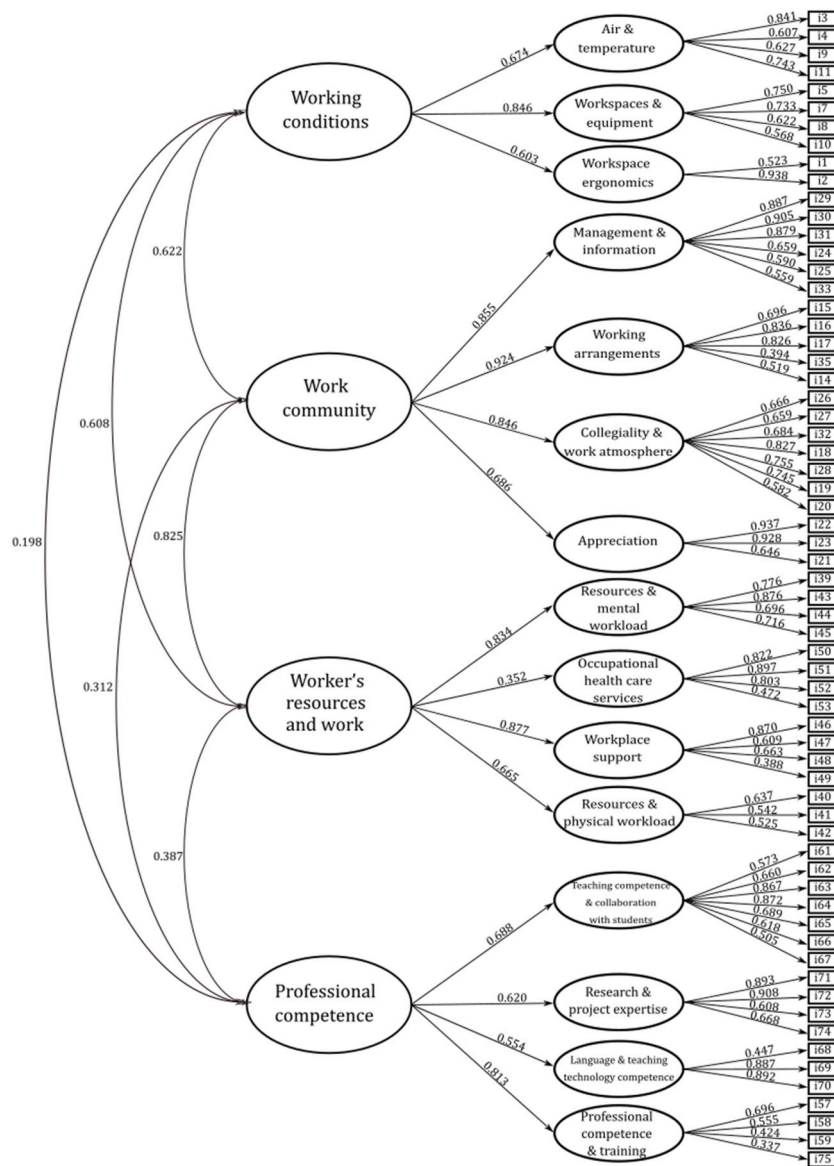 Working
conditions
Work
community
Worker's
resources
and work
Professional
competence
0.622
0.608
0.198
0.825
0.312
0.387
0.674
0.846
0.603
0.855
0.924
0.846
0.686
0.834
0.352
0.877
0.665
0.688
0.620
0.554
0.813
Air &
temperature
0.841
0.607
0.627
0.743
i3
i4
i9
i11
Workspaces &
equipment
0.750
0.733
0.622
0.568
i5
i7
i8
i10
Workspace
ergonomics
0.523
0.938
i1
i2
Management &
information
0.887
0.905
0.879
0.659
0.590
0.559
i29
i30
i31
i24
i25
i33
Working
arrangements
0.696
0.836
0.826
0.394
0.519
i15
i16
i17
i35
i14
Collegiality &
work atmosphere
0.666
0.659
0.684
0.827
0.755
0.745
0.582
i26
i27
i32
i18
i28
i19
i20
Appreciation
0.937
0.928
0.646
i22
i23
i21
Resources &
mental
workload
0.776
0.876
0.696
0.716
i39
i43
i44
i45
Occupational
health care
services
0.822
0.897
0.803
0.472
i50
i51
i52
i53
Workplace
support
0.870
0.609
0.663
0.388
i46
i47
i48
i49
Resources &
physical workload
0.637
0.542
0.525
i40
i41
i42
Teaching competence
& collaboration
with students
0.573
0.660
0.867
0.872
0.689
0.618
0.505
i61
i62
i63
i64
i65
i66
i67
Research &
project expertise
0.893
0.908
0.608
0.668
i71
i72
i73
i74
Language & teaching
technology competence
0.447
0.887
0.892
i68
i69
i70
Professional
competence
& training
0.696
0.555
0.424
0.337
i57
i58
i59
i75